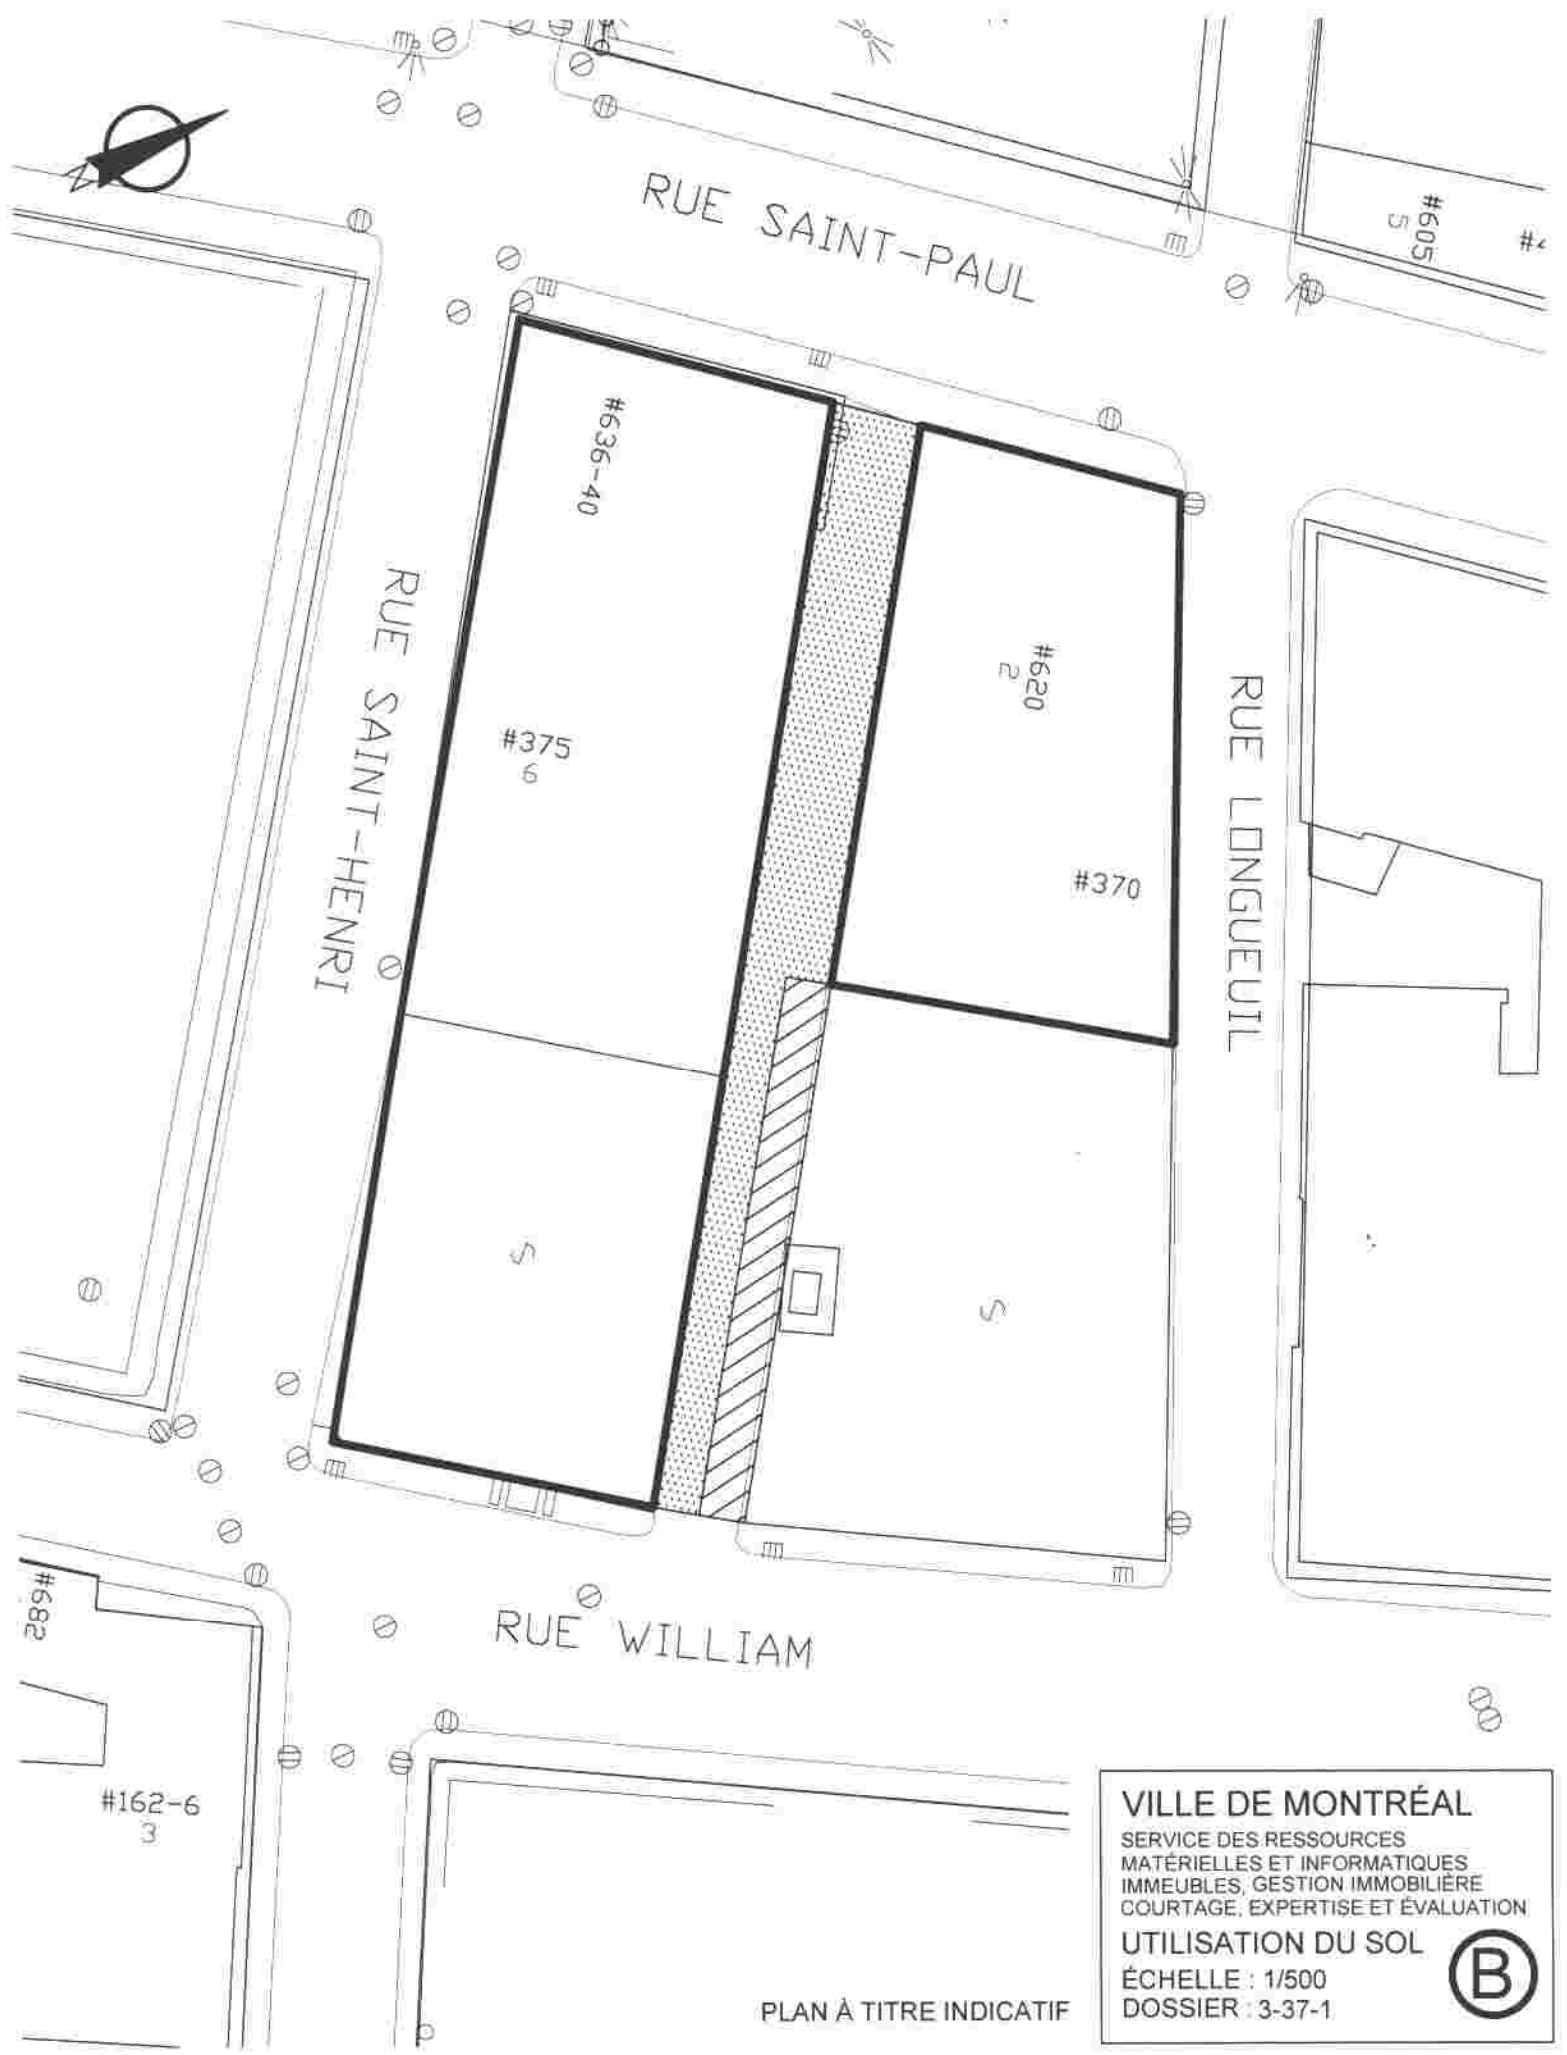 RUE SAINT-PAUL
#605
5
#636-40
RUE SAINT-HENRI
#375
6
#620
2
RUE LONGUEUIL
#370
S
S
RUE WILLIAM
#682
#162-6
3
VILLE DE MONTRÉAL
SERVICE DES RESSOURCES
MATÉRIELLES ET INFORMATIQUES
IMMEUBLES, GESTION IMMOBILIÈRE
COURTAGE, EXPERTISE ET ÉVALUATION
UTILISATION DU SOL
B
ÉCHELLE : 1/500
DOSSIER : 3-37-1
PLAN À TITRE INDICATIF